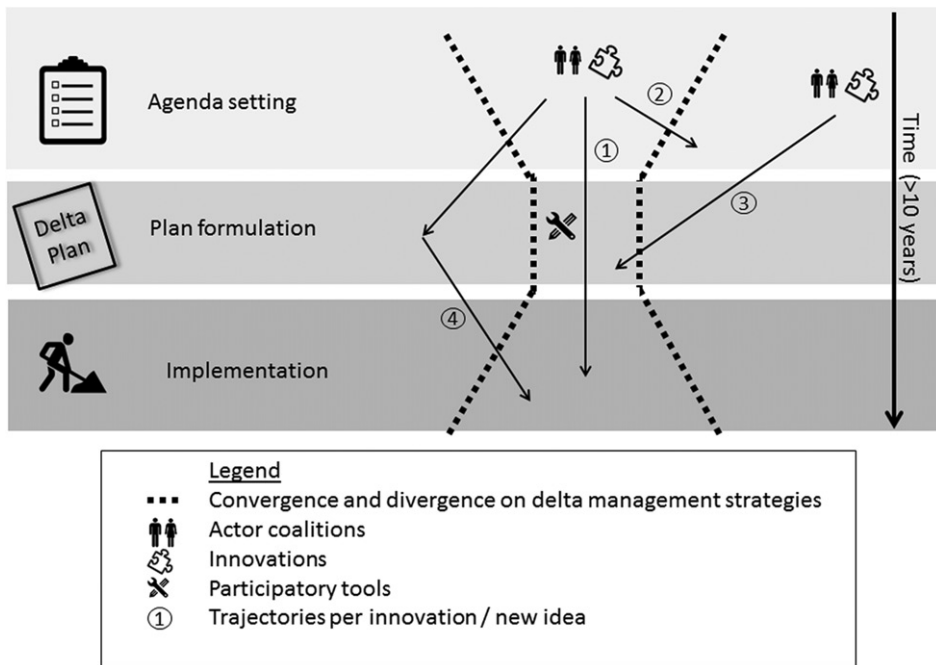 Agenda setting
②
①
Time (>10 years)
Delta
Plan
Plan formulation
③
④
Implementation
Legend
Convergence and divergence on delta management strategies
Actor coalitions
Innovations
Participatory tools
① Trajectories per innovation / new idea